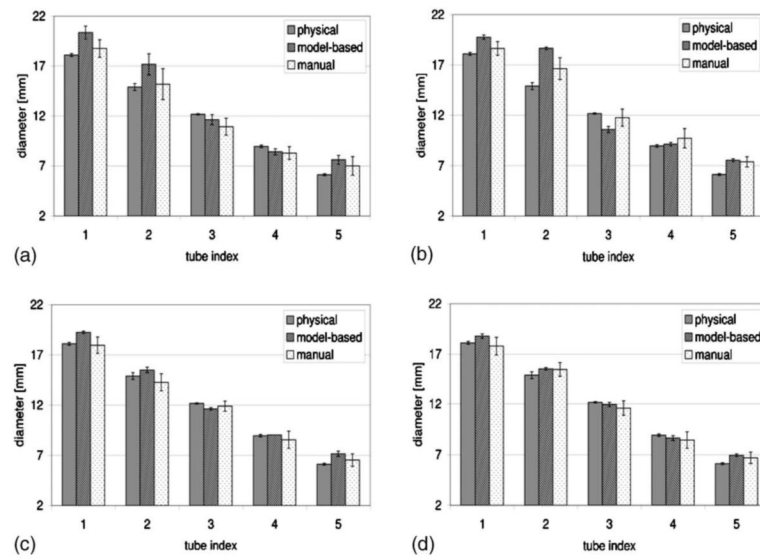 22
17
12
7
2
diameter [mm]
physical
model-based
manual
1 2 3 4 5
tube index
(a)
22
17
12
7
2
diameter [mm]
physical
model-based
manual
1 2 3 4 5
tube index
(b)
22
17
12
7
2
diameter [mm]
physical
model-based
manual
1 2 3 4 5
tube index
(c)
22
17
12
7
2
diameter [mm]
physical
model-based
manual
1 2 3 4 5
tube index
(d)